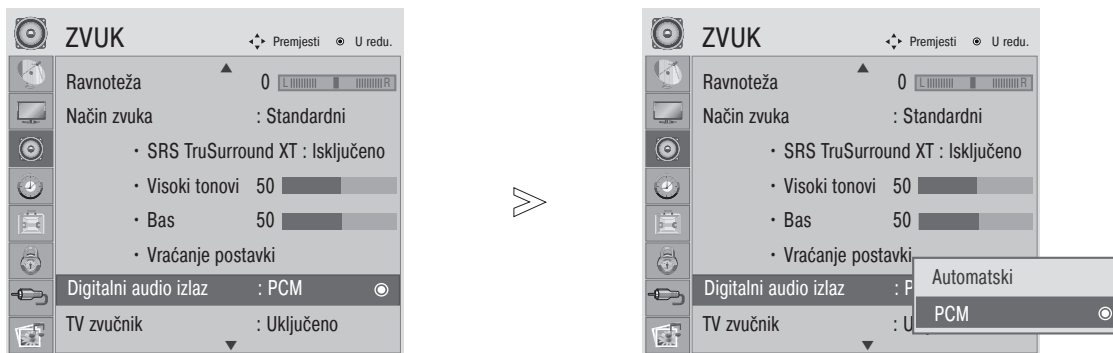 ZVUK
Premjesti U redu.
Ravnoteža 0 L R
Način zvuka : Standardni
• SRS TruSurround XT : Isključeno
• Visoki tonovi 50
• Bas 50
• Vraćanje postavki
Digitalni audio izlaz : PCM
TV zvučnik : Uključeno
ZVUK
Premjesti U redu.
Ravnoteža 0 L R
Način zvuka : Standardni
• SRS TruSurround XT : Isključeno
• Visoki tonovi 50
• Bas 50
• Vraćanje postavki
Digitalni audio izlaz : P
TV zvučnik : U
Automatski
PCM